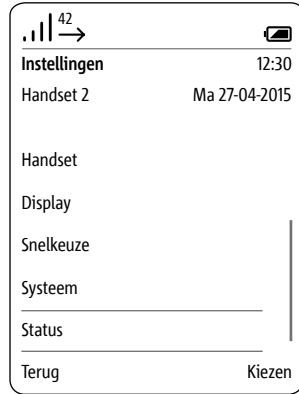 42
Instellingen 12:30
Handset 2 Ma 27-04-2015
Handset
Display
Snelkeuze
Systeem
Status
Terug Kiezen